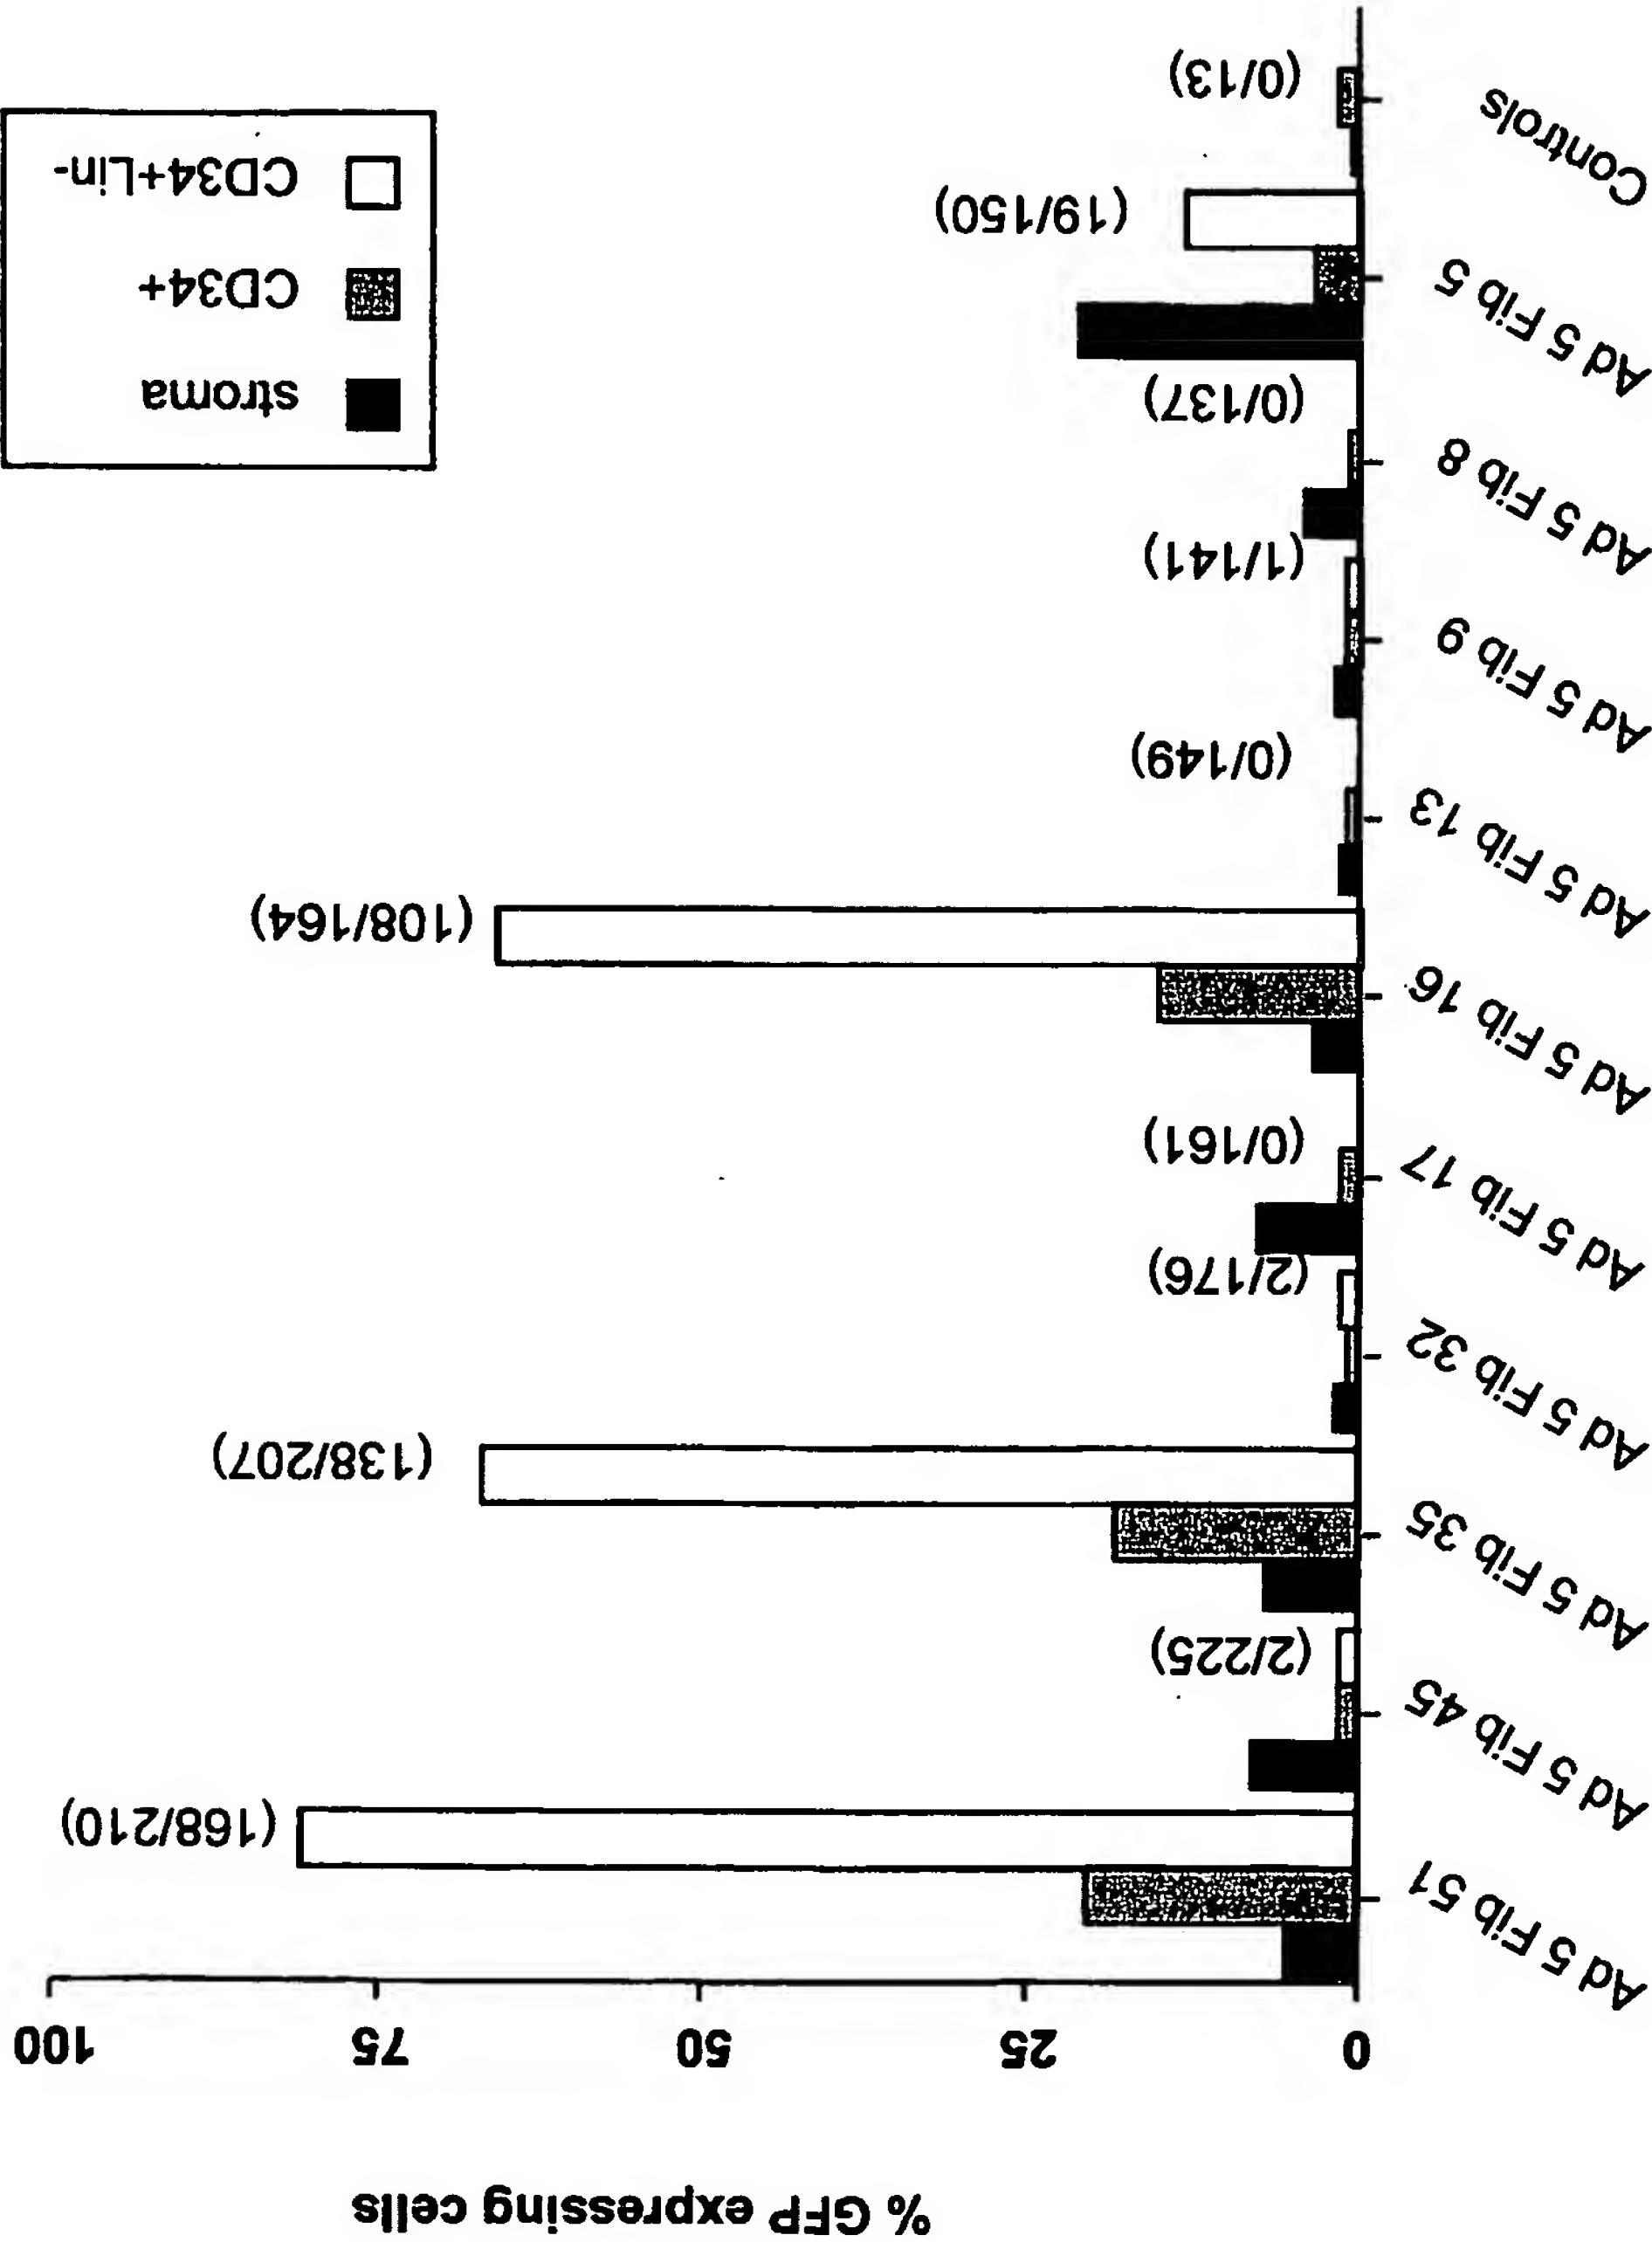 % GFP expressing cells
0
25
50
75
100
Ad 5 Fib 51
(168/210)
Ad 5 Fib 45
(2/225)
Ad 5 Fib 35
(138/207)
Ad 5 Fib 32
(2/176)
Ad 5 Fib 17
(0/161)
Ad 5 Fib 16
(108/164)
Ad 5 Fib 13
(0/149)
Ad 5 Fib 9
(1/141)
Ad 5 Fib 8
(0/137)
Ad 5 Fib 5
(19/150)
Controls
(0/13)
stroma
CD34+
CD34+Lin-